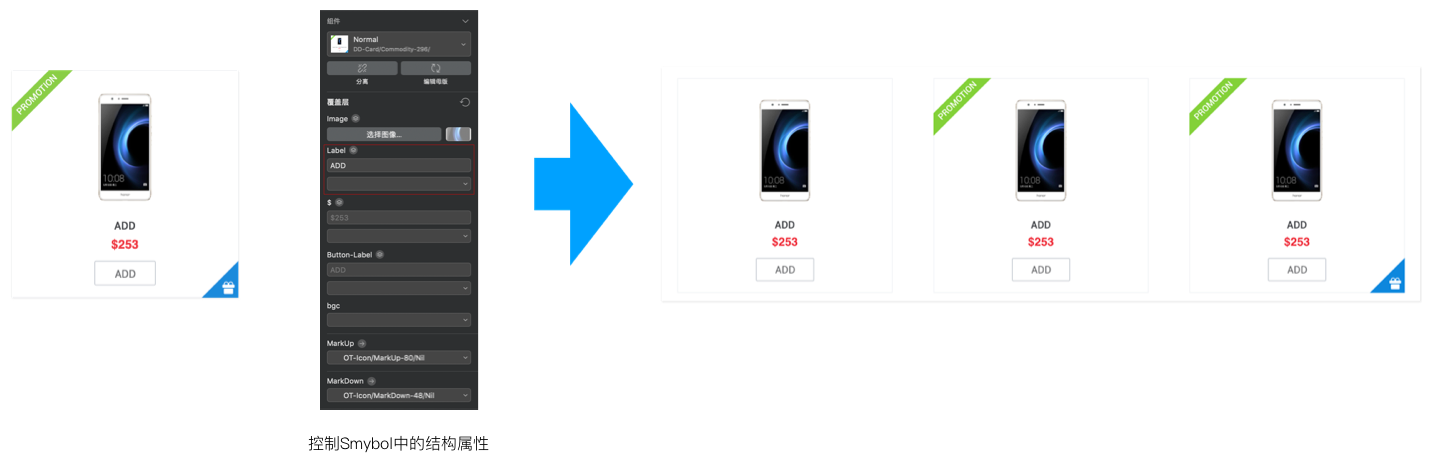 PROMOTION
10:08
ADD
$253
ADD
组件
Normal
DD-Card/Commodity-296/
分离
编辑母版
覆盖层
Image
选择图像...
Label
ADD
$
$253
Button-Label
ADD
bgc
MarkUp
OT-Icon/MarkUp-80/Nil
MarkDown
OT-Icon/MarkDown-48/Nil
控制Smybol中的结构属性
10:08
ADD
$253
ADD
PROMOTION
10:08
ADD
$253
ADD
PROMOTION
10:08
ADD
$253
ADD